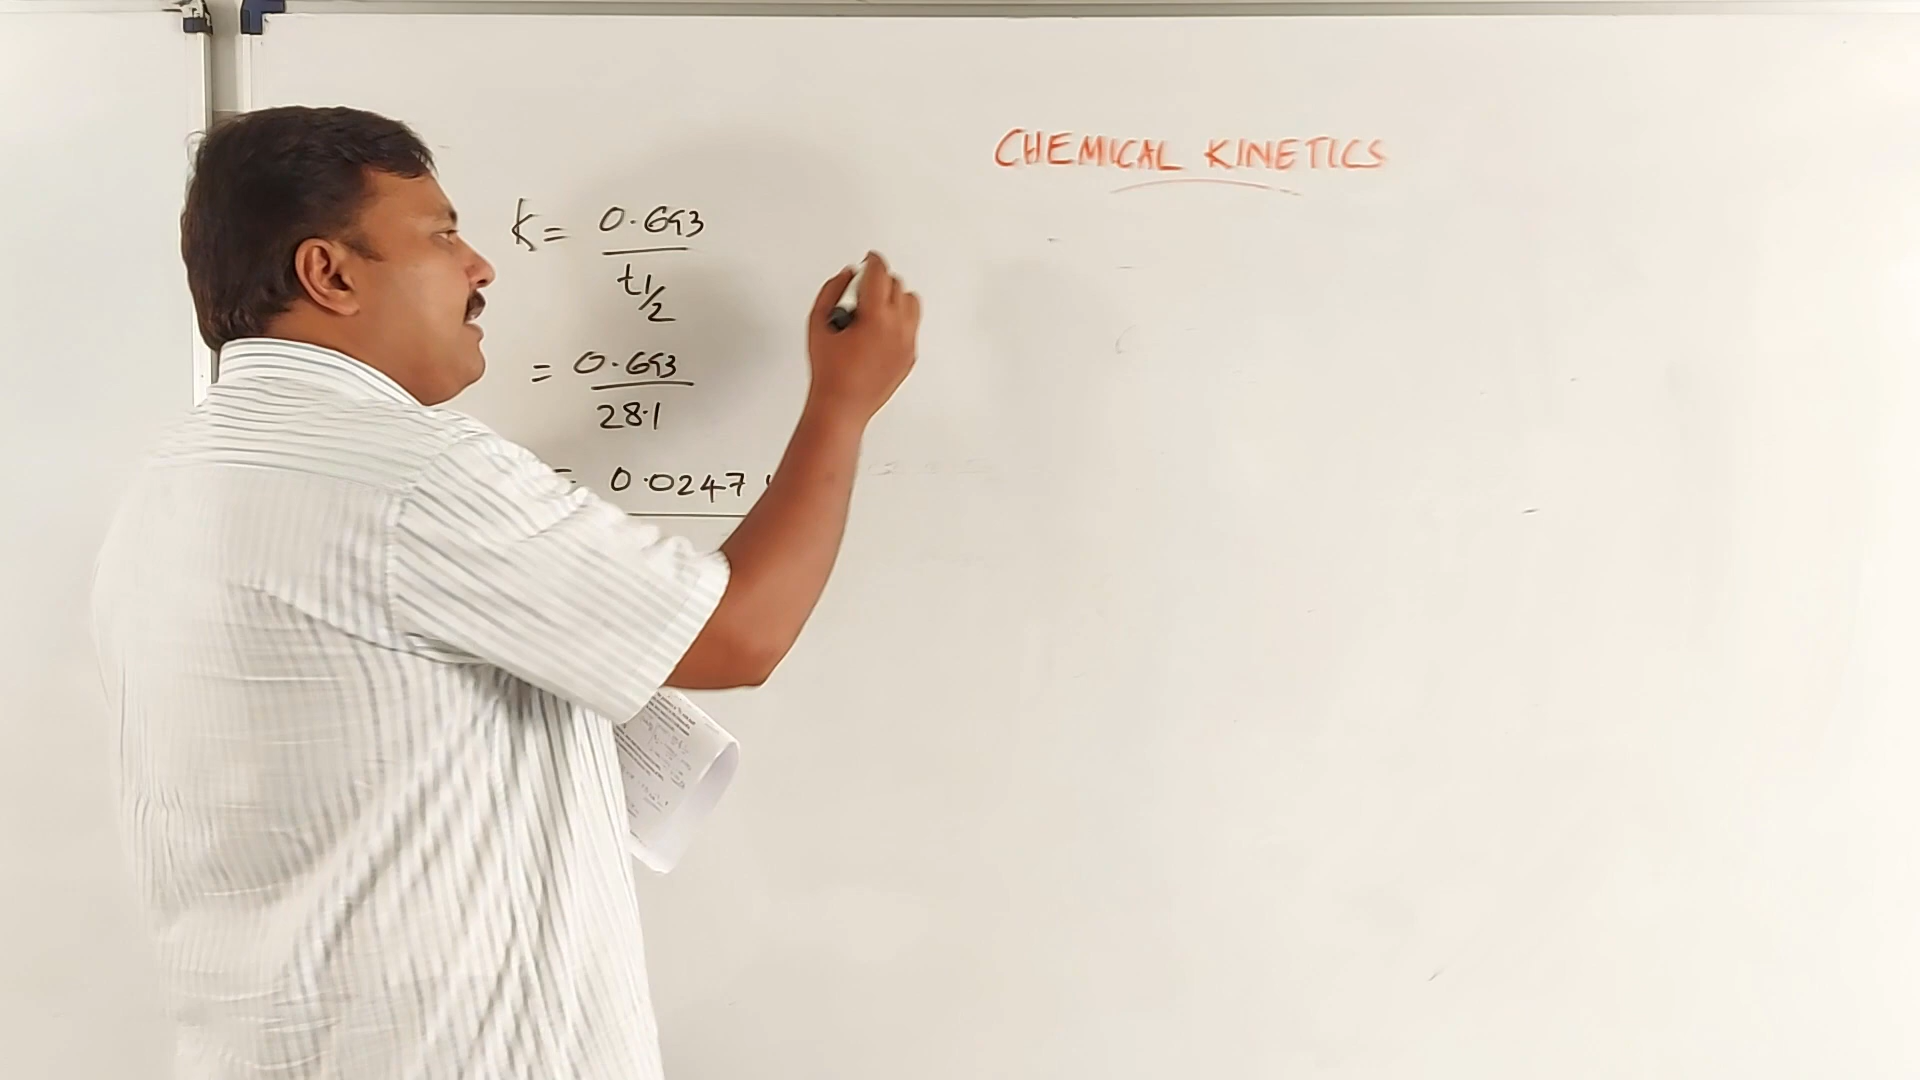 CHEMICAL KINETICS
K = 0.693
t1/2
= 0.693
28.1
= 0.0247